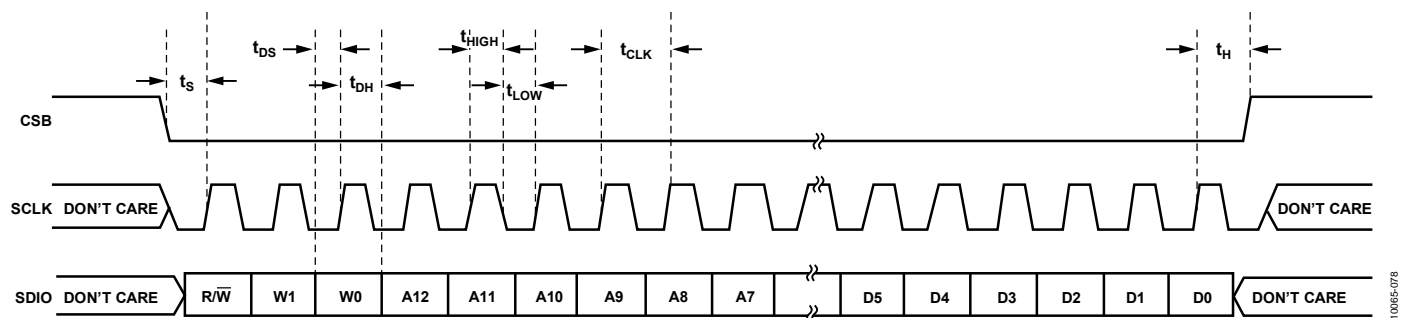 tDS
tHIGH
tCLK
tH
tS
tDH
tLOW
CSB
SCLK DON'T CARE
DON'T CARE
SDIO DON'T CARE R/W̅ W1 W0 A12 A11 A10 A9 A8 A7 D5 D4 D3 D2 D1 D0 DON'T CARE
10065-078